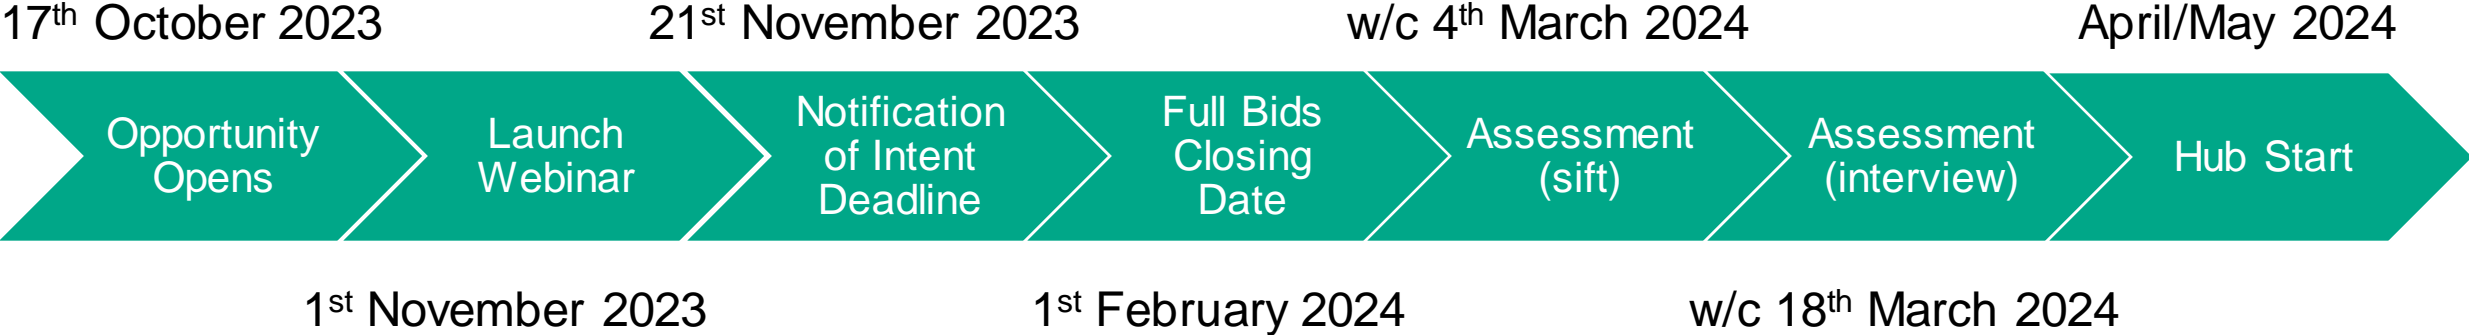 17th October 2023
21st November 2023
w/c 4th March 2024
April/May 2024
Opportunity
Opens
Launch
Webinar
Notification
of Intent
Deadline
Full Bids
Closing
Date
Assessment
(sift)
Assessment
(interview)
Hub Start
1st November 2023
1st February 2024
w/c 18th March 2024